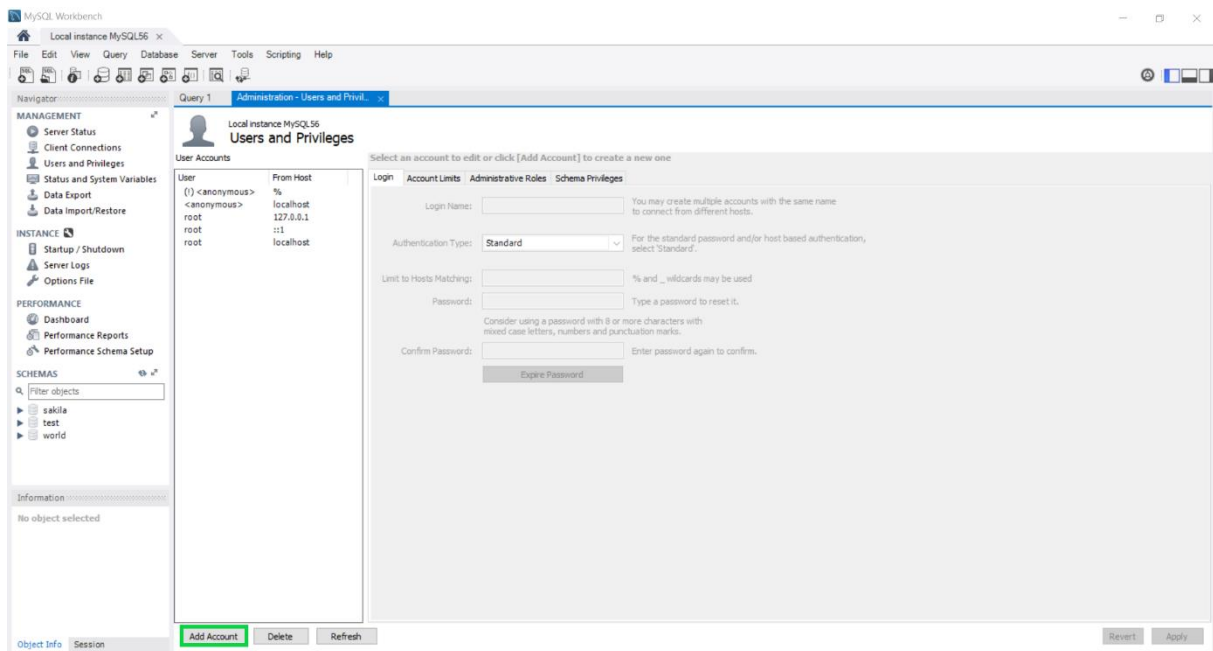 MySQL Workbench
Local instance MySQL56 ×
File Edit View Query Database Server Tools Scripting Help
Navigator
Query 1 Administration - Users and Privil... ×
MANAGEMENT
Server Status
Client Connections
Users and Privileges
Status and System Variables
Data Export
Data Import/Restore
INSTANCE
Startup / Shutdown
Server Logs
Options File
PERFORMANCE
Dashboard
Performance Reports
Performance Schema Setup
SCHEMAS
Filter objects
sakila
test
world
Information
No object selected
Object Info Session
Local instance MySQL56
Users and Privileges
User Accounts
User From Host
(!) <anonymous> %
<anonymous> localhost
root 127.0.0.1
root ::1
root localhost
Add Account Delete Refresh
Select an account to edit or click [Add Account] to create a new one
Login Account Limits Administrative Roles Schema Privileges
Login Name: You may create multiple accounts with the same name
to connect from different hosts.
Authentication Type: Standard For the standard password and/or host based authentication,
select 'Standard'.
Limit to Hosts Matching: % and _ wildcards may be used
Password: Type a password to reset it.
Consider using a password with 8 or more characters with
mixed case letters, numbers and punctuation marks.
Confirm Password: Enter password again to confirm.
Expire Password
Revert Apply